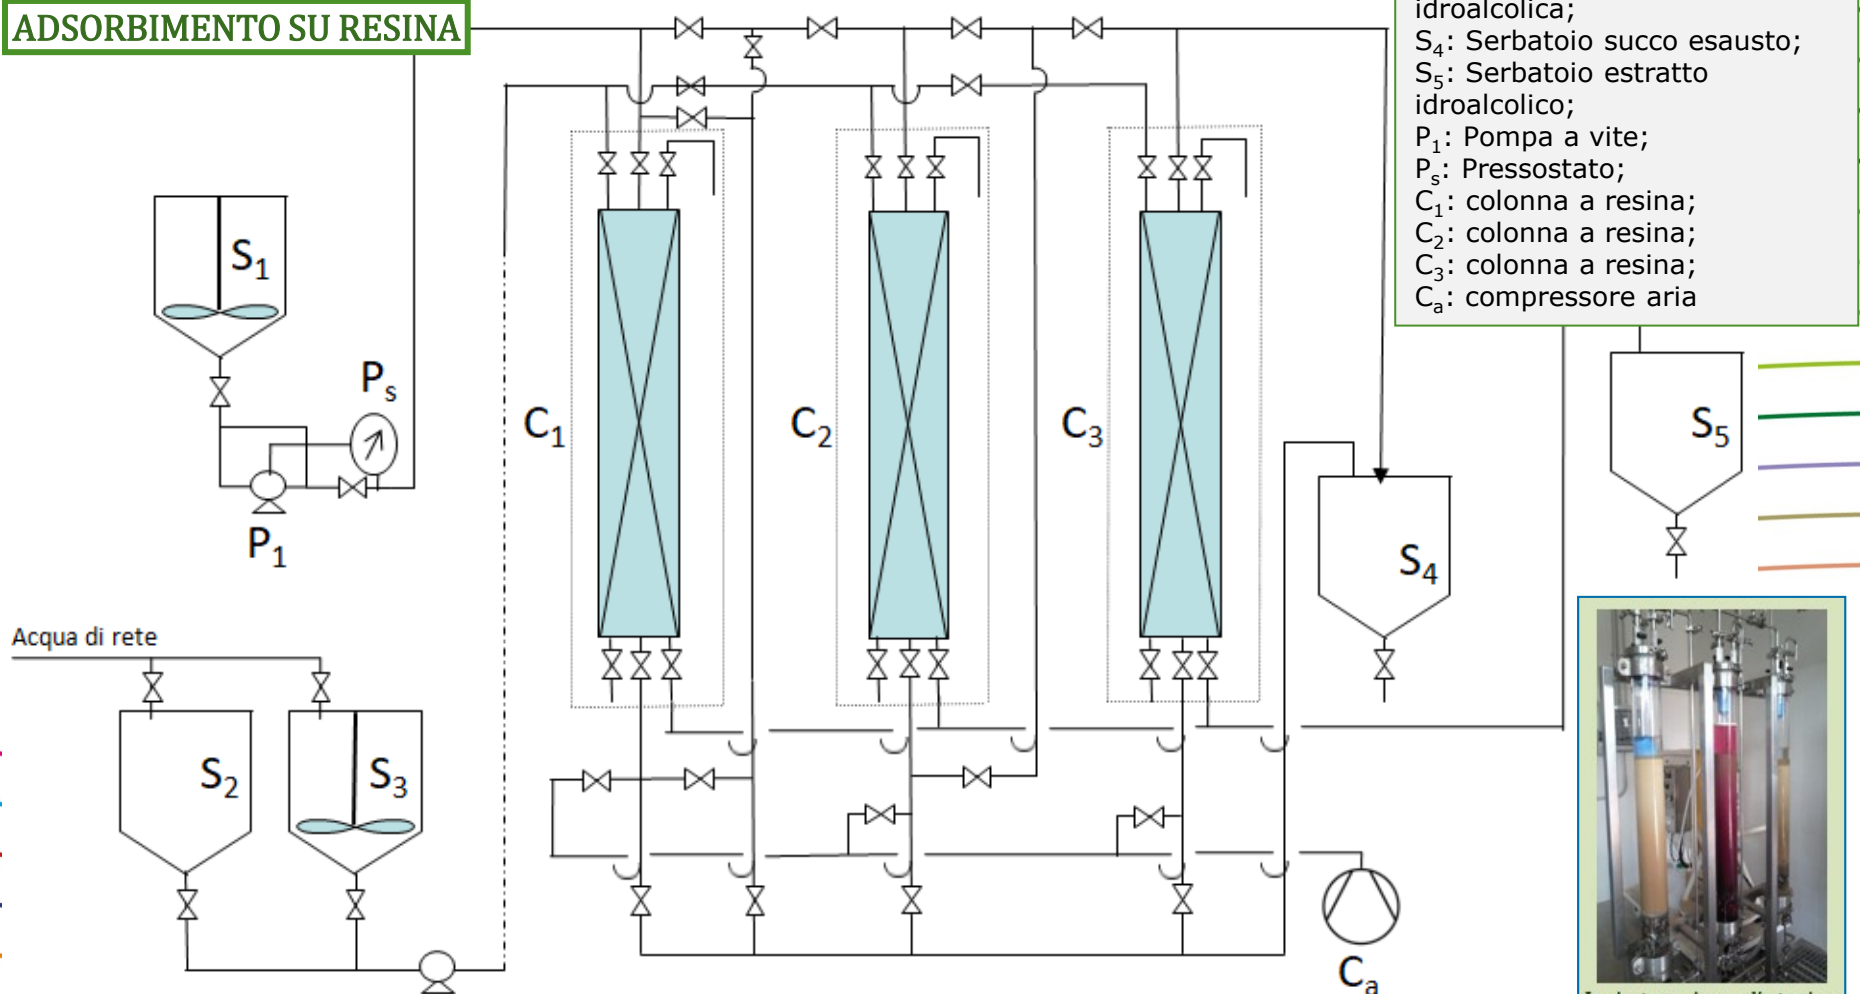 ADSORBIMENTO SU RESINA
idroalcolica;
S4: Serbatoio succo esausto;
S5: Serbatoio estratto
idroalcolico;
P1: Pompa a vite;
Ps: Pressostato;
C1: colonna a resina;
C2: colonna a resina;
C3: colonna a resina;
Ca: compressore aria
S1
Ps
P1
C1
C2
C3
S4
S5
Acqua di rete
S2
S3
Ca